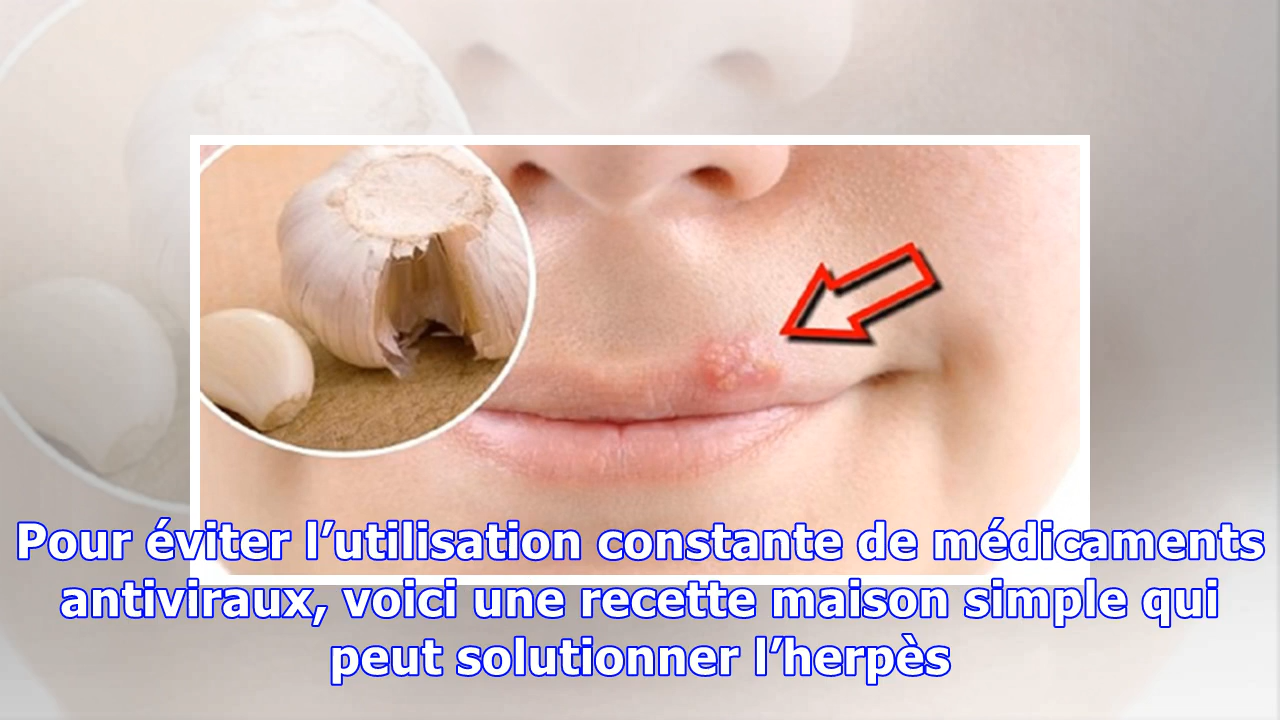 Pour éviter l’utilisation constante de médicaments
antiviraux, voici une recette maison simple qui
peut solutionner l’herpès